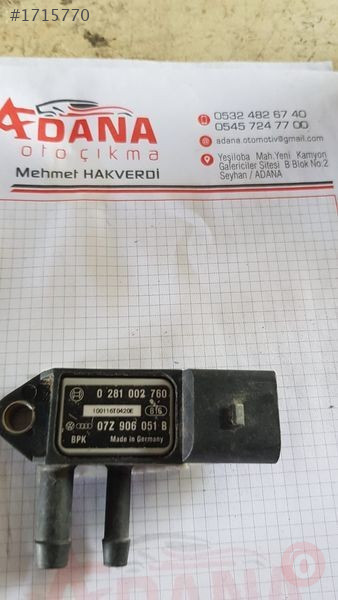 #1715770
ADANA
oto çıkma
Mehmet HAKVERDİ
0532 482 67 40
0545 724 77 00
adana.otomotiv@gmail.com
Yeşiloba Mah.Yeni Kamyon
Galericiler Sitesi B Blok No:2
Seyhan / ADANA
0 281 002 760
100116T0420E
07Z 906 051 B
BPK Made in Germany
ADANA